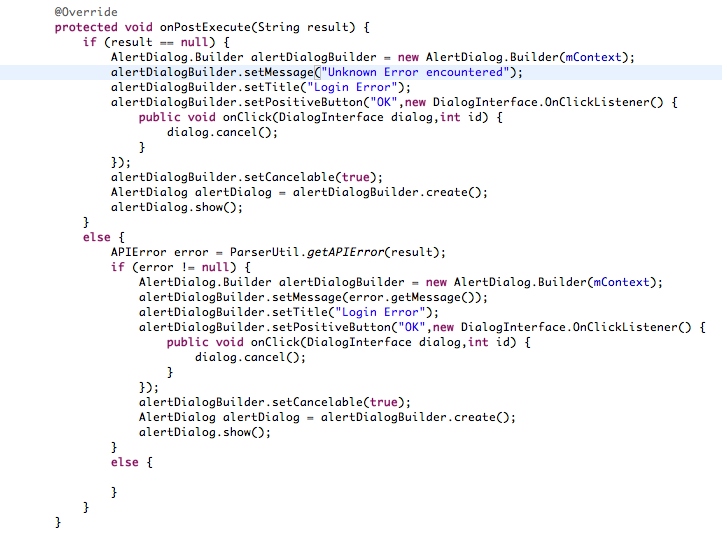 @Override
protected void onPostExecute(String result) {
    if (result == null) {
        AlertDialog.Builder alertDialogBuilder = new AlertDialog.Builder(mContext);
        alertDialogBuilder.setMessage("Unknown Error encountered");
        alertDialogBuilder.setTitle("Login Error");
        alertDialogBuilder.setPositiveButton("OK",new DialogInterface.OnClickListener() {
            public void onClick(DialogInterface dialog,int id) {
                dialog.cancel();
            }
        });
        alertDialogBuilder.setCancelable(true);
        AlertDialog alertDialog = alertDialogBuilder.create();
        alertDialog.show();
    }
    else {
        APIError error = ParserUtil.getAPIError(result);
        if (error != null) {
            AlertDialog.Builder alertDialogBuilder = new AlertDialog.Builder(mContext);
            alertDialogBuilder.setMessage(error.getMessage());
            alertDialogBuilder.setTitle("Login Error");
            alertDialogBuilder.setPositiveButton("OK",new DialogInterface.OnClickListener() {
                public void onClick(DialogInterface dialog,int id) {
                    dialog.cancel();
                }
            });
            alertDialogBuilder.setCancelable(true);
            AlertDialog alertDialog = alertDialogBuilder.create();
            alertDialog.show();
        }
        else {

        }
    }
}